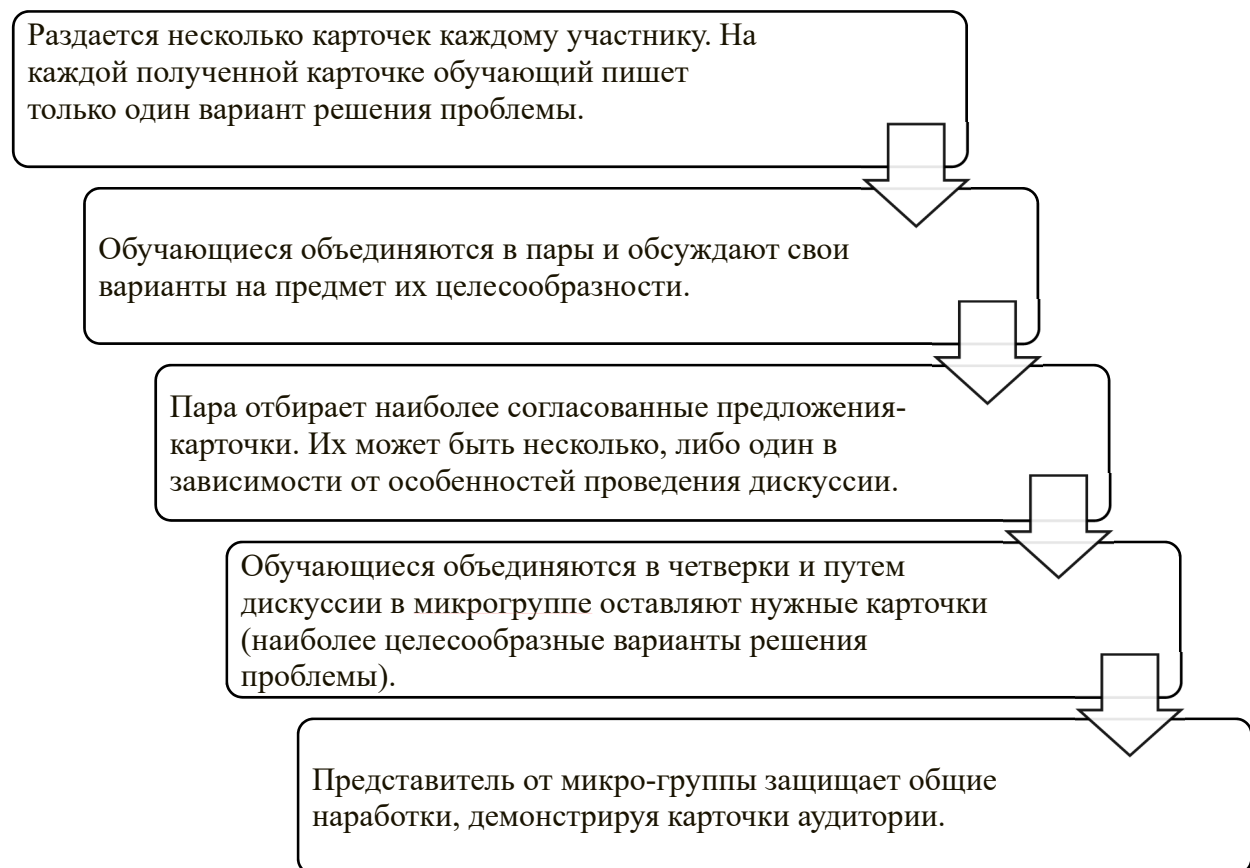 Раздается несколько карточек каждому участнику. На
каждой полученной карточке обучающий пишет
только один вариант решения проблемы.
Обучающиеся объединяются в пары и обсуждают свои
варианты на предмет их целесообразности.
Пара отбирает наиболее согласованные предложения-
карточки. Их может быть несколько, либо один в
зависимости от особенностей проведения дискуссии.
Обучающиеся объединяются в четверки и путем
дискуссии в микрогруппе оставляют нужные карточки
(наиболее целесообразные варианты решения
проблемы).
Представитель от микро-группы защищает общие
наработки, демонстрируя карточки аудитории.